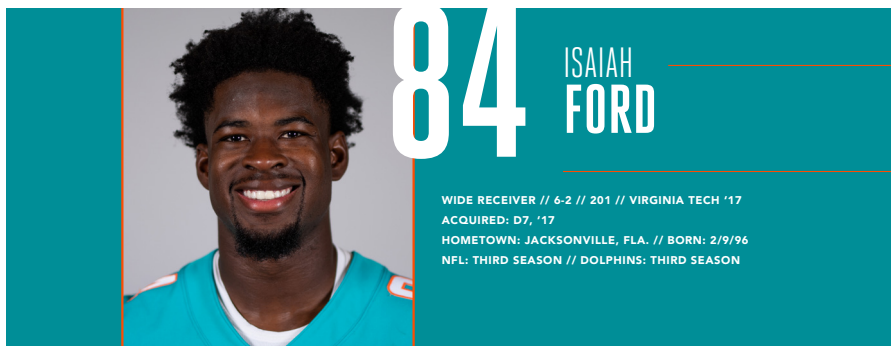 84
ISAIAH
FORD
WIDE RECEIVER // 6-2 // 201 // VIRGINIA TECH ’17
ACQUIRED: D7, ’17
HOMETOWN: JACKSONVILLE, FLA. // BORN: 2/9/96
NFL: THIRD SEASON // DOLPHINS: THIRD SEASON